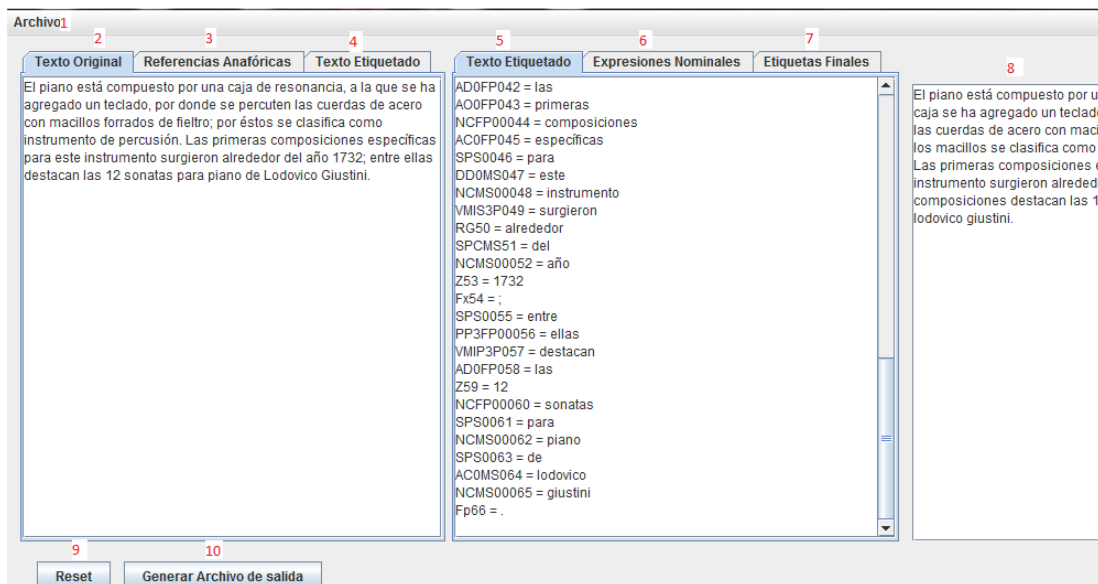 Archivo 1
2 3 4 5 6 7 8
Texto Original Referencias Anafóricas Texto Etiquetado
El piano está compuesto por una caja de resonancia, a la que se ha
agregado un teclado, por donde se percuten las cuerdas de acero
con macillos forrados de fieltro; por éstos se clasifica como
instrumento de percusión. Las primeras composiciones específicas
para este instrumento surgieron alrededor del año 1732; entre ellas
destacan las 12 sonatas para piano de Lodovico Giustini.
Texto Etiquetado Expresiones Nominales Etiquetas Finales
AD0FP042 = las
AO0FP043 = primeras
NCFP00044 = composiciones
AC0FP045 = específicas
SPS0046 = para
DD0MS047 = este
NCMS00048 = instrumento
VMIS3P049 = surgieron
RG50 = alrededor
SPCMS51 = del
NCMS00052 = año
Z53 = 1732
Fx54 = ;
SPS0055 = entre
PP3FP00056 = ellas
VMIP3P057 = destacan
AD0FP058 = las
Z59 = 12
NCFP00060 = sonatas
SPS0061 = para
NCMS00062 = piano
SPS0063 = de
AC0MS064 = lodovico
NCMS00065 = giustini
Fp66 = .
El piano está compuesto por
caja se ha agregado un
las cuerdas de acero con
los macillos se clasifica como
Las primeras composiciones
instrumento surgieron
composiciones destacan las
lodovico giustini.
9 10
Reset Generar Archivo de salida